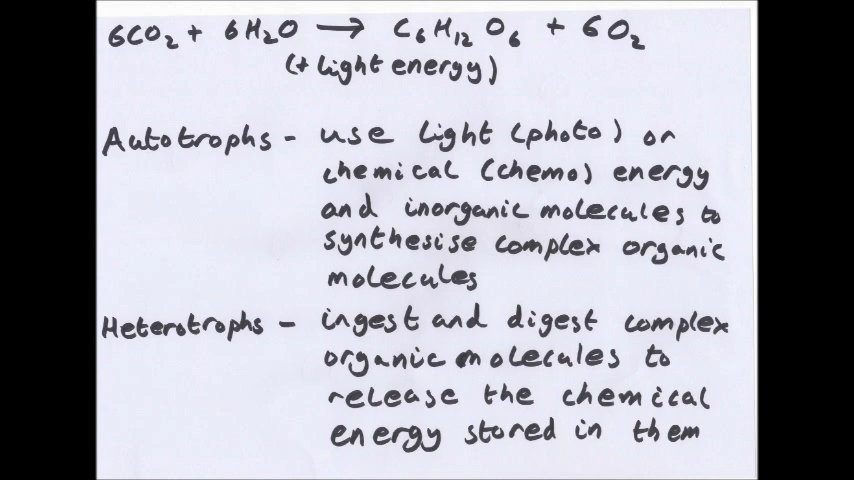 6CO₂ + 6H₂O → C₆H₁₂O₆ + 6O₂
(+ light energy)
Autotrophs - use light (photo) or
chemical (chemo) energy
and inorganic molecules to
synthesise complex organic
molecules
Heterotrophs - ingest and digest complex
organic molecules to
release the chemical
energy stored in them